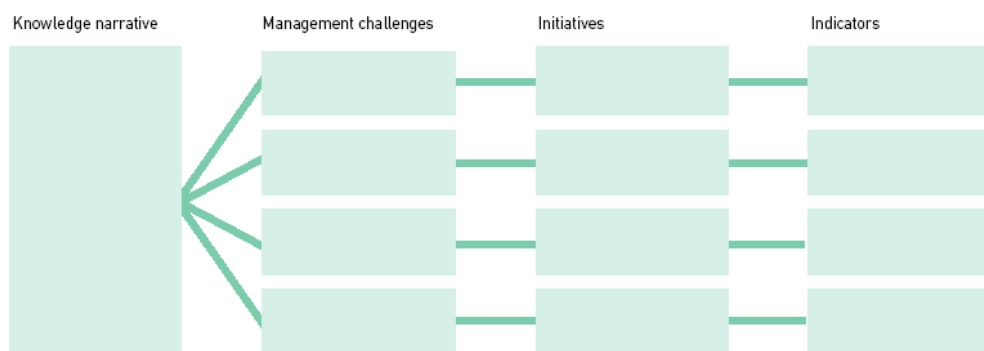 Knowledge narrative
Management challenges
Initiatives
Indicators